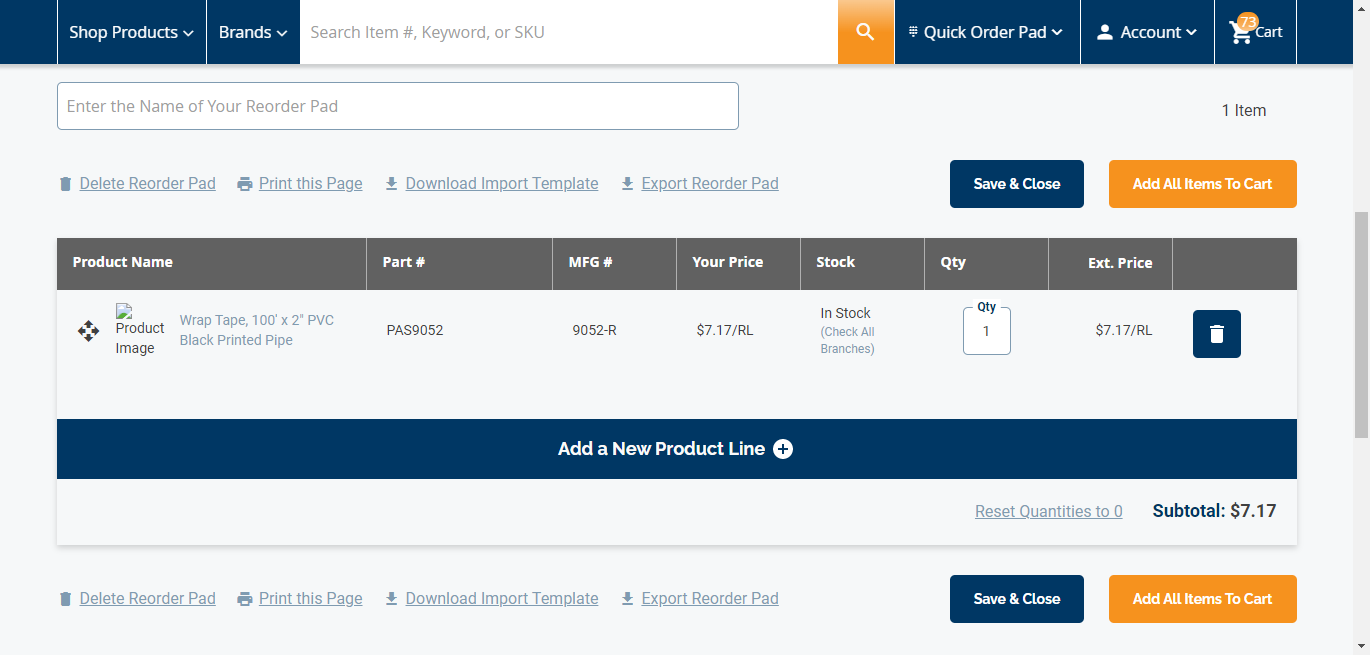 Shop Products Brands Search Item #, Keyword, or SKU Quick Order Pad Account 73 Cart
Enter the Name of Your Reorder Pad
1 Item
Delete Reorder Pad Print this Page Download Import Template Export Reorder Pad Save & Close Add All Items To Cart
Product Name Part # MFG # Your Price Stock Qty Ext. Price
Product Image
Wrap Tape, 100' x 2" PVC
Black Printed Pipe
PAS9052
9052-R
$7.17/RL
In Stock
(Check All
Branches)
Qty
1
$7.17/RL
Add a New Product Line
Reset Quantities to 0 Subtotal: $7.17
Delete Reorder Pad Print this Page Download Import Template Export Reorder Pad Save & Close Add All Items To Cart